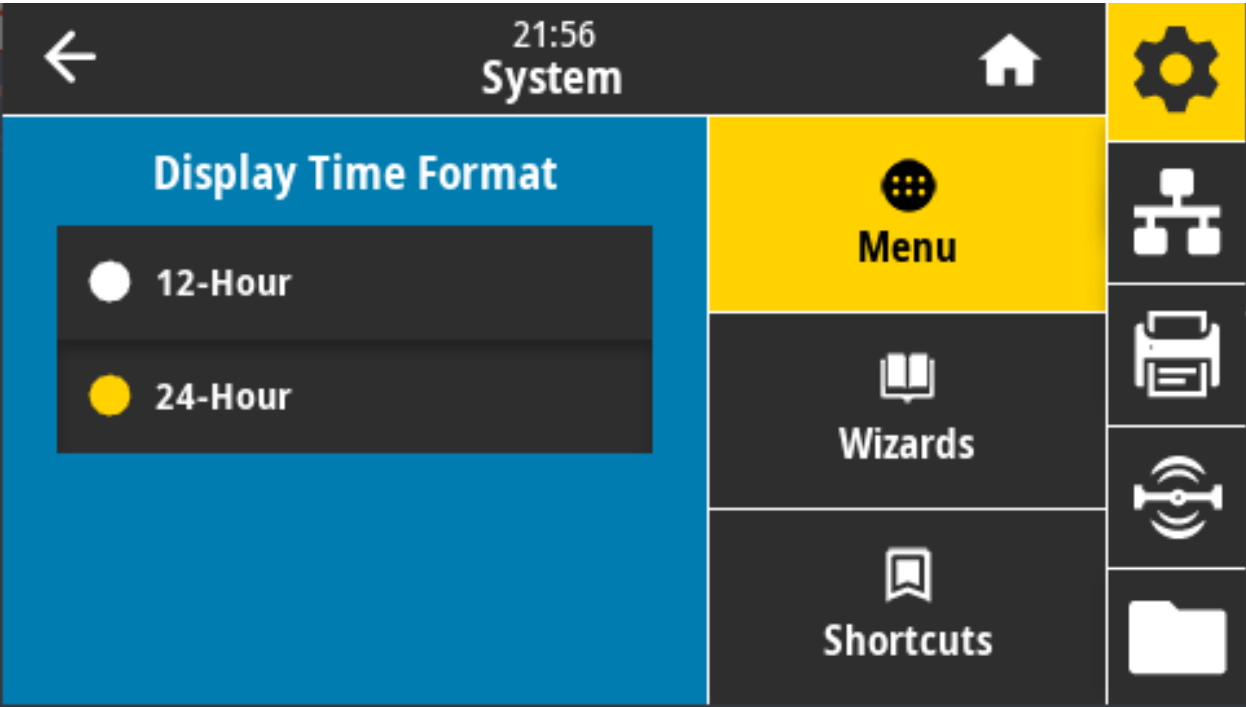 21:56
System
Display Time Format
12-Hour
24-Hour
Menu
Wizards
Shortcuts